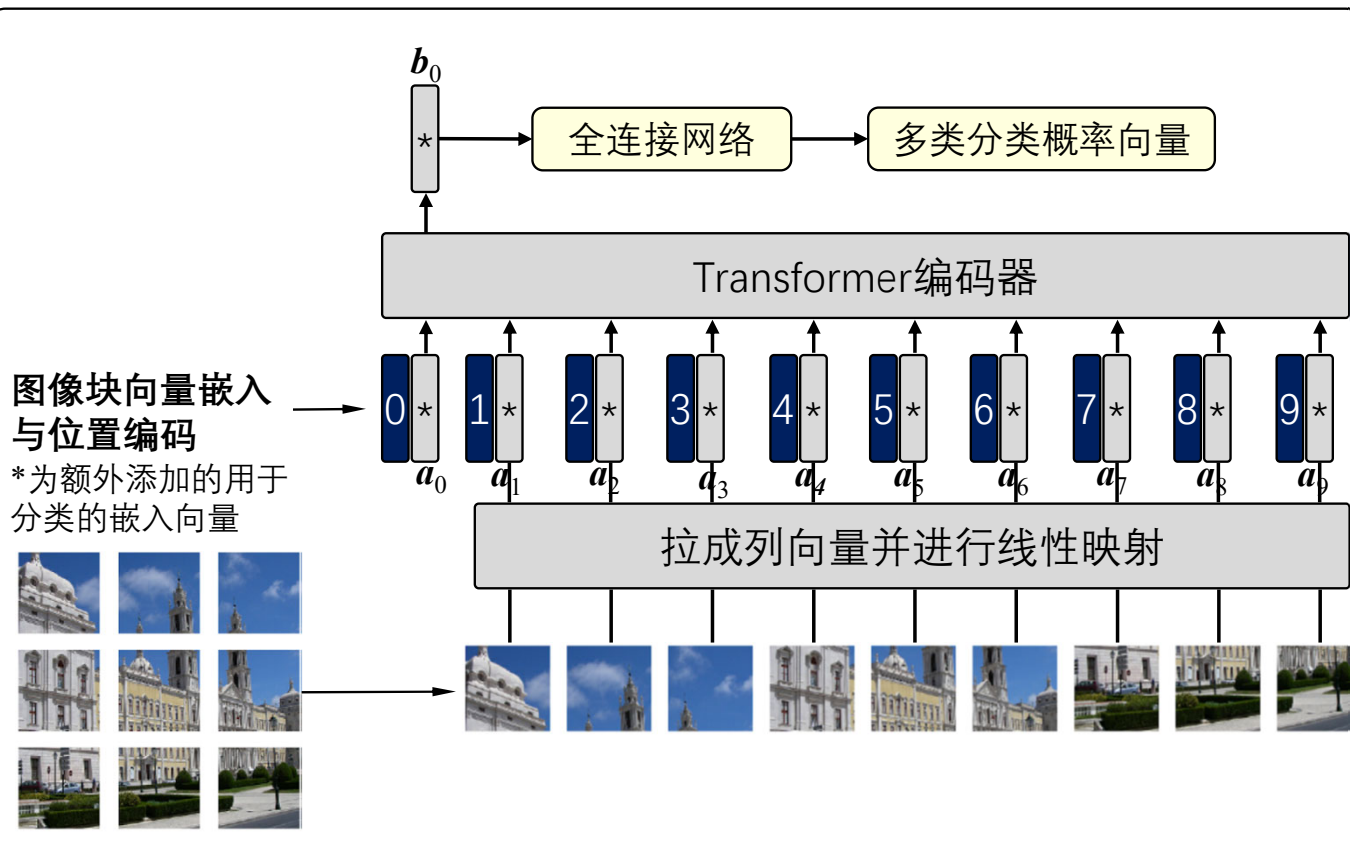 b0
*
全连接网络
多类分类概率向量
Transformer编码器
图像块向量嵌入
与位置编码
*为额外添加的用于
分类的嵌入向量
0 * 1 * 2 * 3 * 4 * 5 * 6 * 7 * 8 * 9 *
a0 a1 a2 a3 a4 a5 a6 a7 a8 a9
拉成列向量并进行线性映射